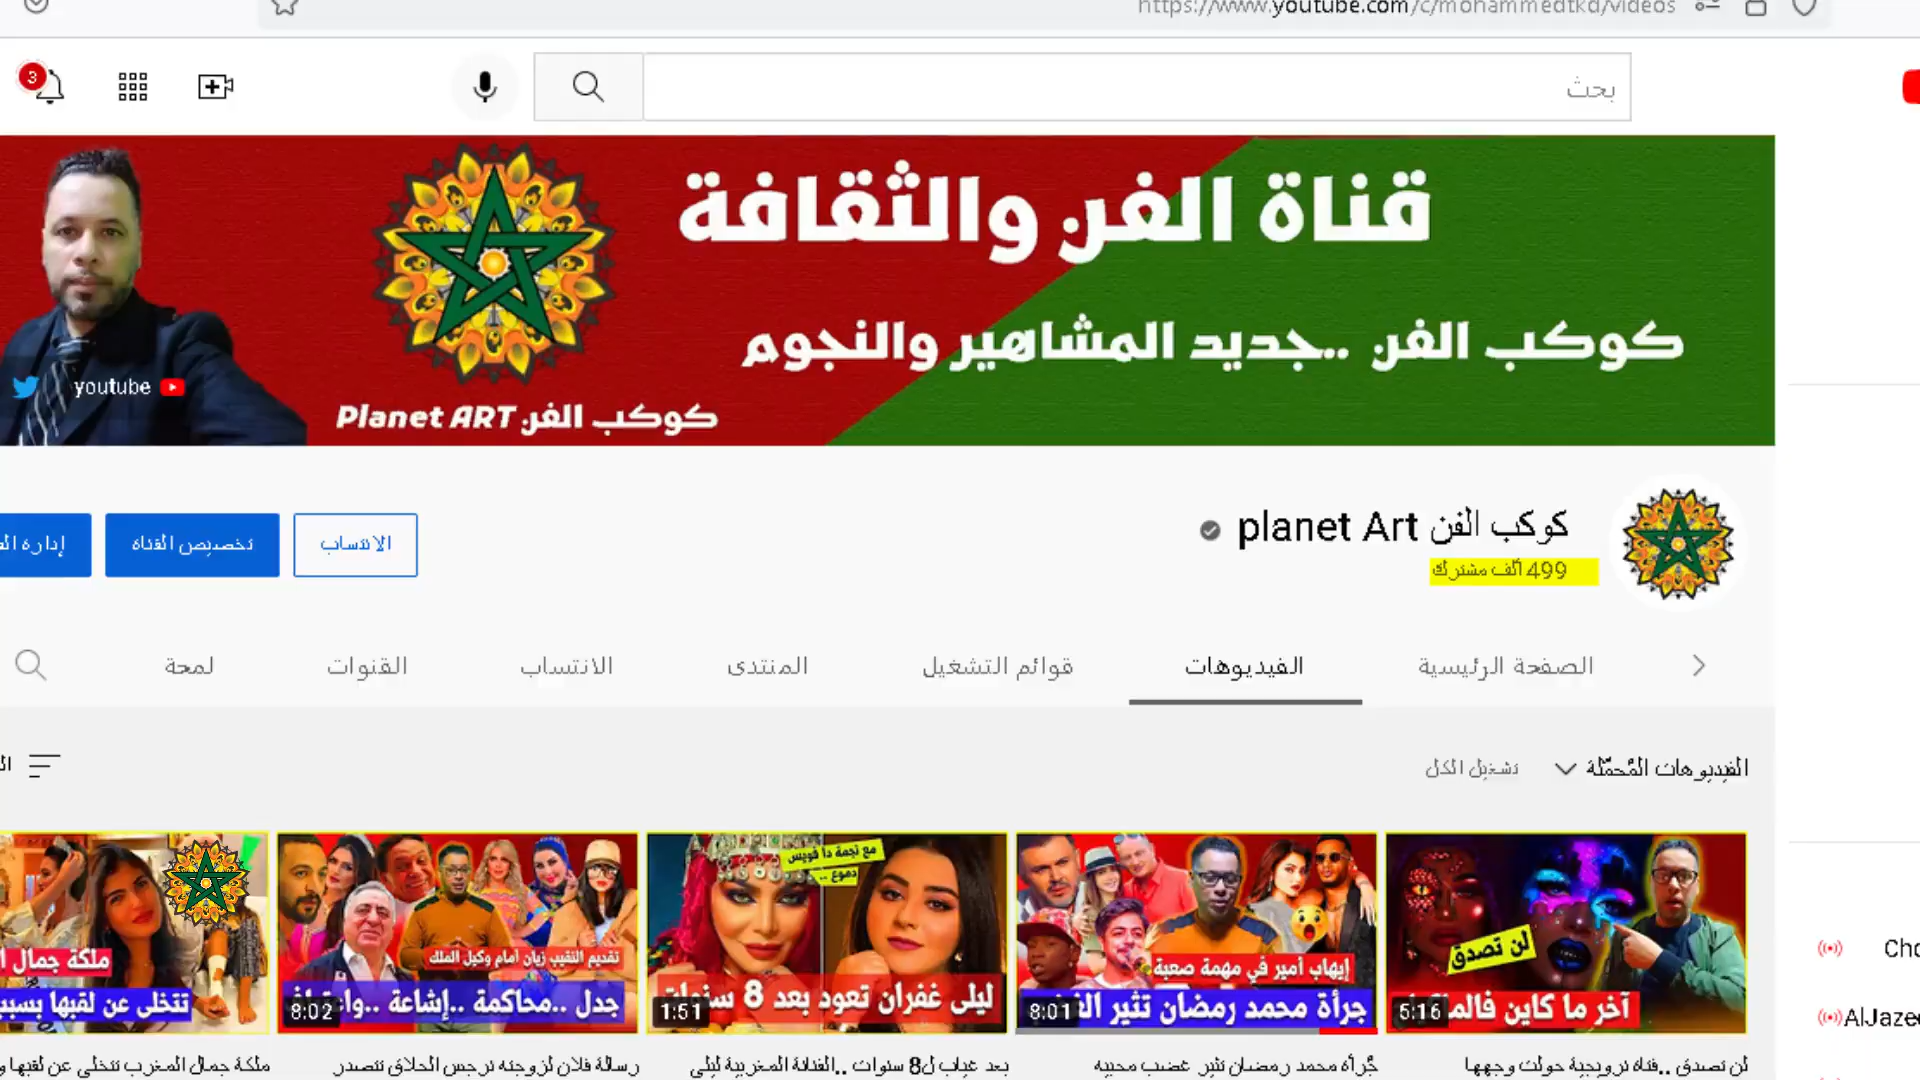 https://www.youtube.com/c/mohammedtkd/videos
3
بحث
قناة الفن والثقافة
كوكب الفن ..جديد المشاهير والنجوم
youtube
كوكب الفن Planet ART
كوكب الفن planet Art
499 ألف مشترك
الانتساب
تخصيص القناة
إدارة
الصفحة الرئيسية
الفيديوهات
قوائم التشغيل
المنتدى
الانتساب
القنوات
لمحة
الفيديوهات المُحمَّلة
تشغيل الكل
لن تصدق
آخر ما كاين
5:16
إيهاب أمير في مهمة صعبة
جرأة محمد رمضان تثير
8:01
مع نجمة دا فويس
دموع ..
ليلى غفران تعود بعد 8 سنوات
1:51
تقديم النقيب زيان أمام وكيل الملك
جدل ..محاكمة ..إشاعة
8:02
ملكة جمال
تتخلى عن لقبها بسبب
لن تصدق ..فتاة نرويجية حولت وجهها
جُرأة محمد رمضان تثير غضب محبيه
بعد غياب ل8 سنوات ..الفنانة المغربية ليلى
رسالة فلان لزوجته نرجس الحلاق تتصدر
ملكة جمال المغرب تتخلى عن لقبها